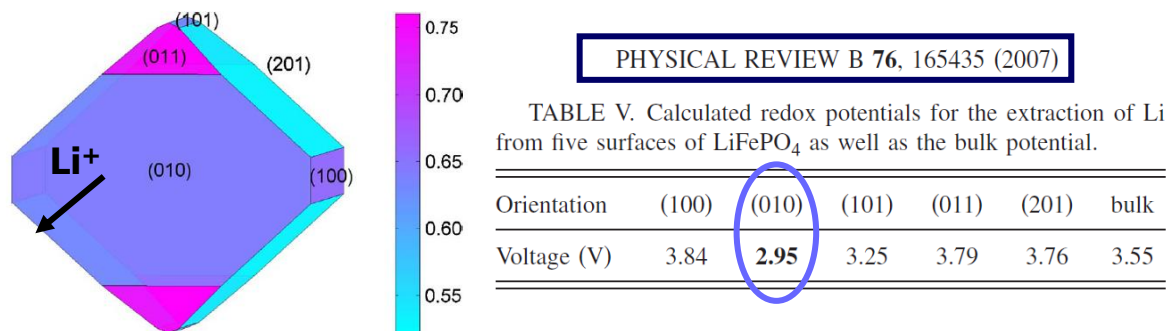 (101)
(011)
(201)
(010)
(100)
Li⁺
0.75
0.70
0.65
0.60
0.55
PHYSICAL REVIEW B 76, 165435 (2007)
TABLE V. Calculated redox potentials for the extraction of Li
from five surfaces of LiFePO₄ as well as the bulk potential.
Orientation (100) (010) (101) (011) (201) bulk
Voltage (V) 3.84 2.95 3.25 3.79 3.76 3.55